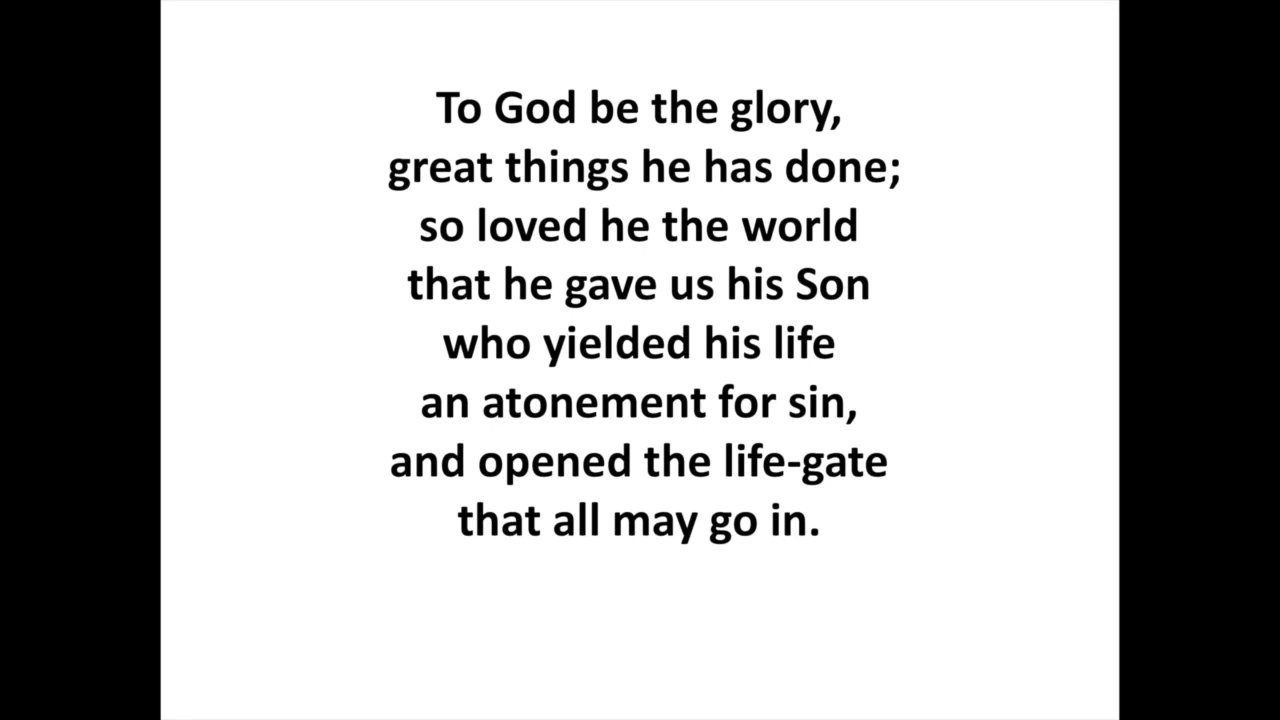 To God be the glory,
great things he has done;
so loved he the world
that he gave us his Son
who yielded his life
an atonement for sin,
and opened the life-gate
that all may go in.